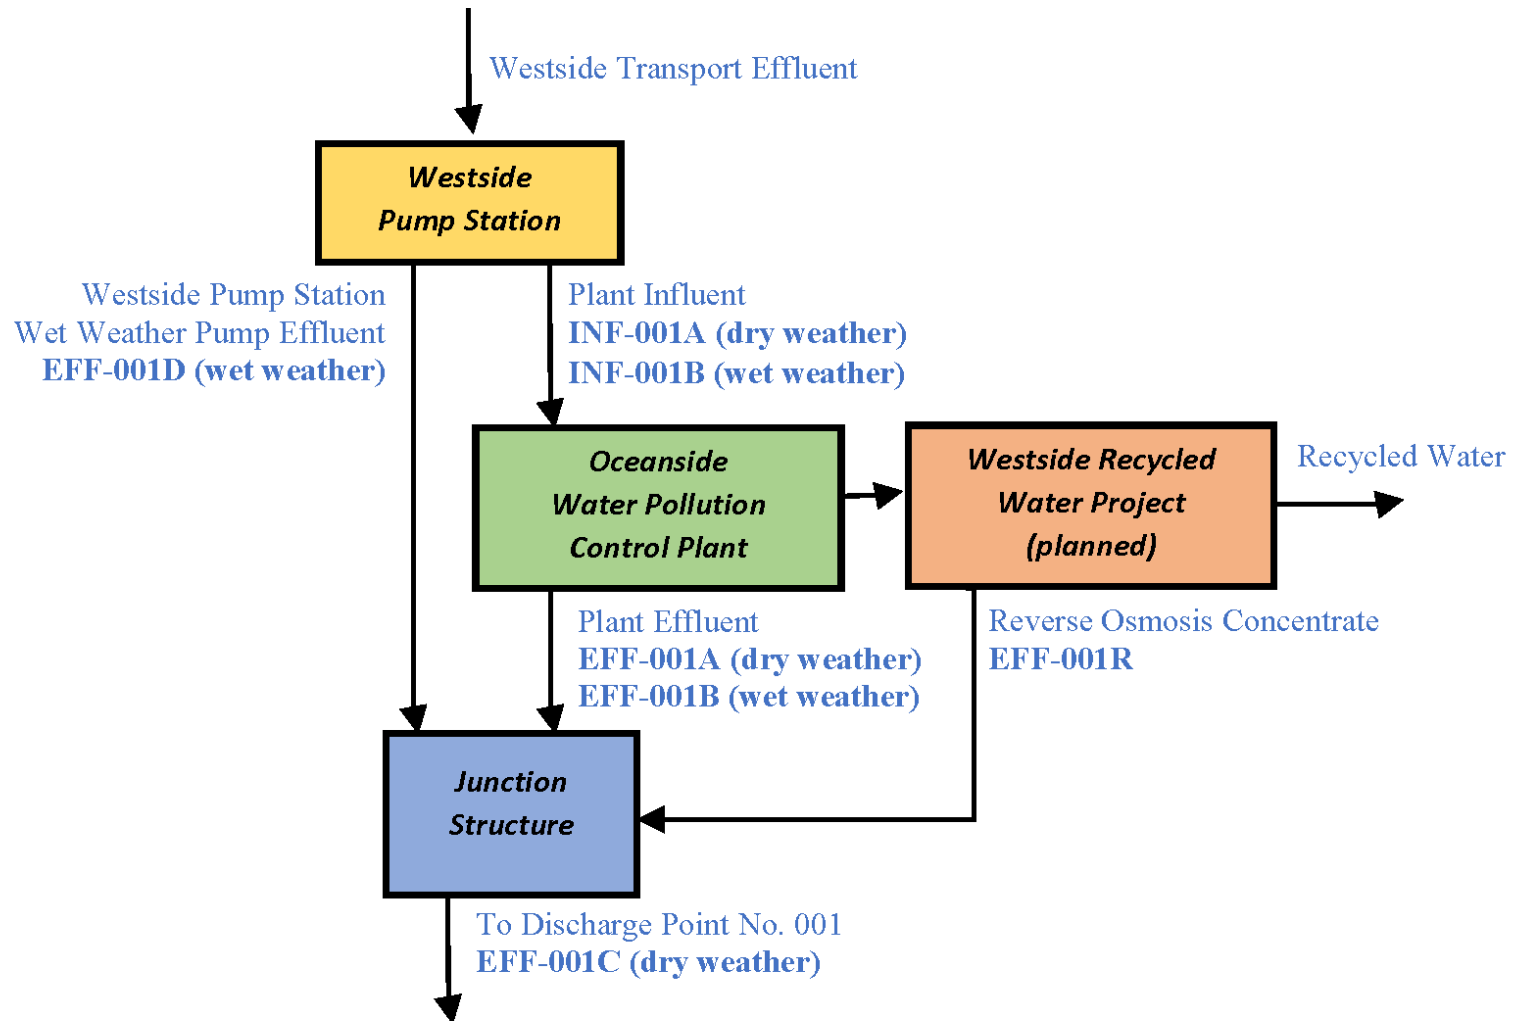 Westside Transport Effluent
Westside
Pump Station
Westside Pump Station
Wet Weather Pump Effluent
EFF-001D (wet weather)
Plant Influent
INF-001A (dry weather)
INF-001B (wet weather)
Oceanside
Water Pollution
Control Plant
Westside Recycled
Water Project
(planned)
Recycled Water
Plant Effluent
EFF-001A (dry weather)
EFF-001B (wet weather)
Reverse Osmosis Concentrate
EFF-001R
Junction
Structure
To Discharge Point No. 001
EFF-001C (dry weather)